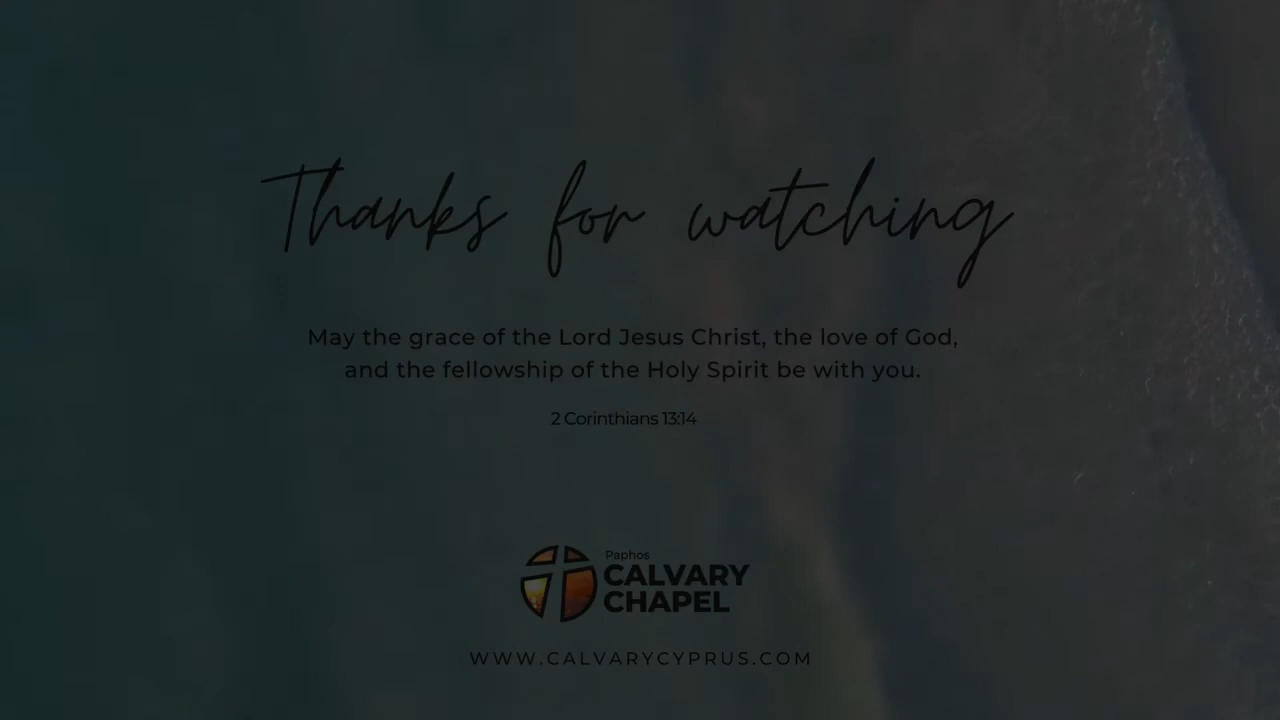 Thanks for watching
May the grace of the Lord Jesus Christ, the love of God,
and the fellowship of the Holy Spirit be with you.
2 Corinthians 13:14
Paphos
CALVARY
CHAPEL
WWW.CALVARYCYPRUS.COM